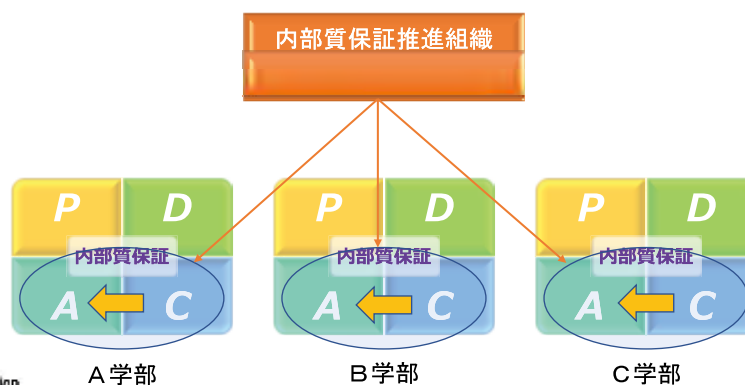 内部質保証推進組織
P D P D P D
内部質保証 内部質保証 内部質保証
A C A C A C
A学部 B学部 C学部